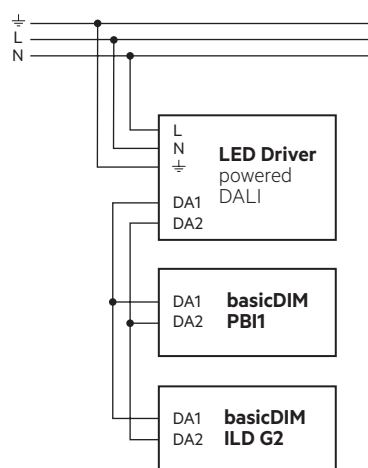 ⏚
L
N
L
N
⏚
LED Driver
powered
DALI
DA1
DA2
DA1
DA2
basicDIM
PBI1
DA1
DA2
basicDIM
ILD G2